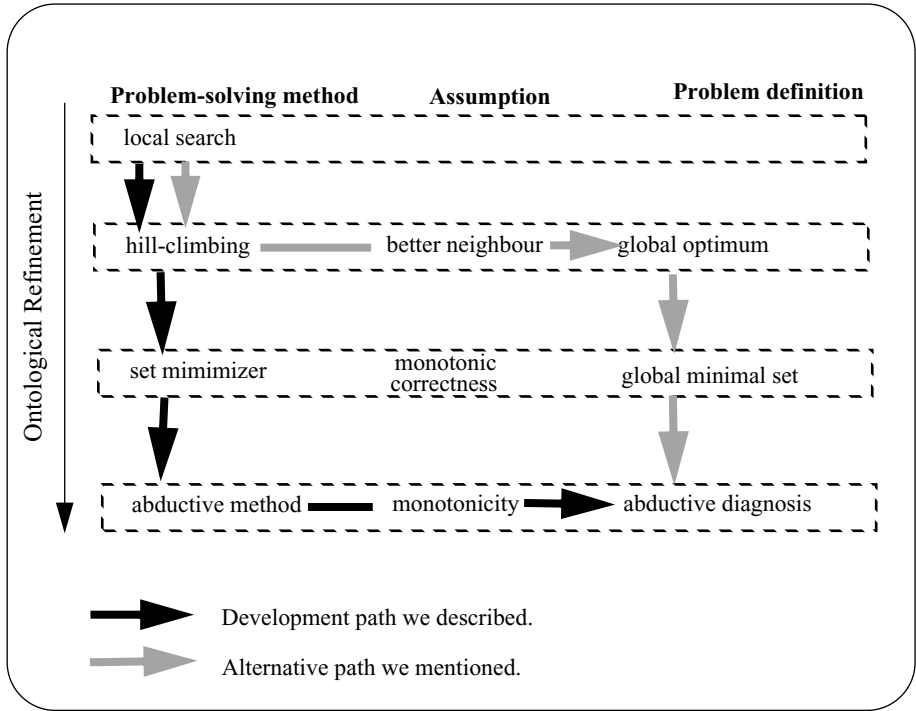 Problem-solving method Assumption Problem definition
local search
hill-climbing better neighbour global optimum
set mimimizer monotonic correctness global minimal set
abductive method monotonicity abductive diagnosis
Ontological Refinement
Development path we described.
Alternative path we mentioned.